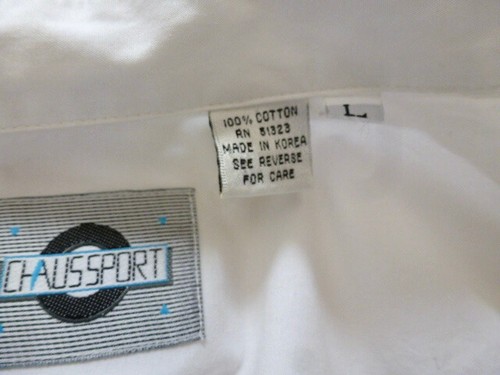 100% COTTON
RN 51323
MADE IN KOREA
SEE REVERSE
FOR CARE
L
CHAUSSPORT